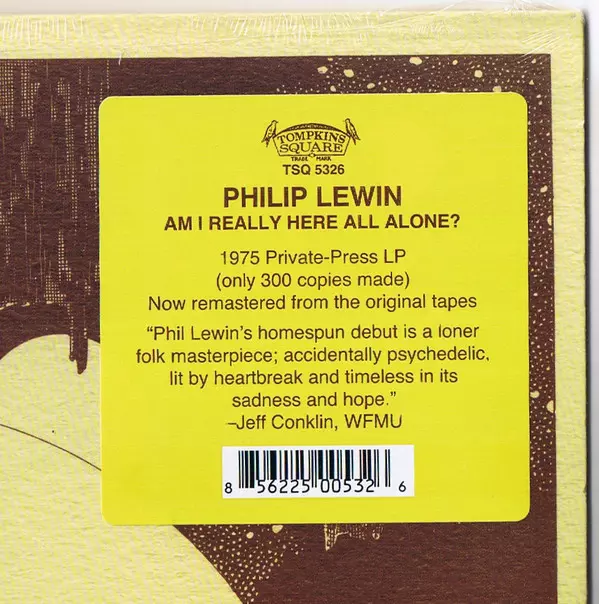 TOMPKINS
SQUARE
TRADE MARK
TSQ 5326
PHILIP LEWIN
AM I REALLY HERE ALL ALONE?
1975 Private-Press LP
(only 300 copies made)
Now remastered from the original tapes
“Phil Lewin’s homespun debut is a loner
folk masterpiece; accidentally psychedelic,
lit by heartbreak and timeless in its
sadness and hope.”
–Jeff Conklin, WFMU
8 56225 00532 6